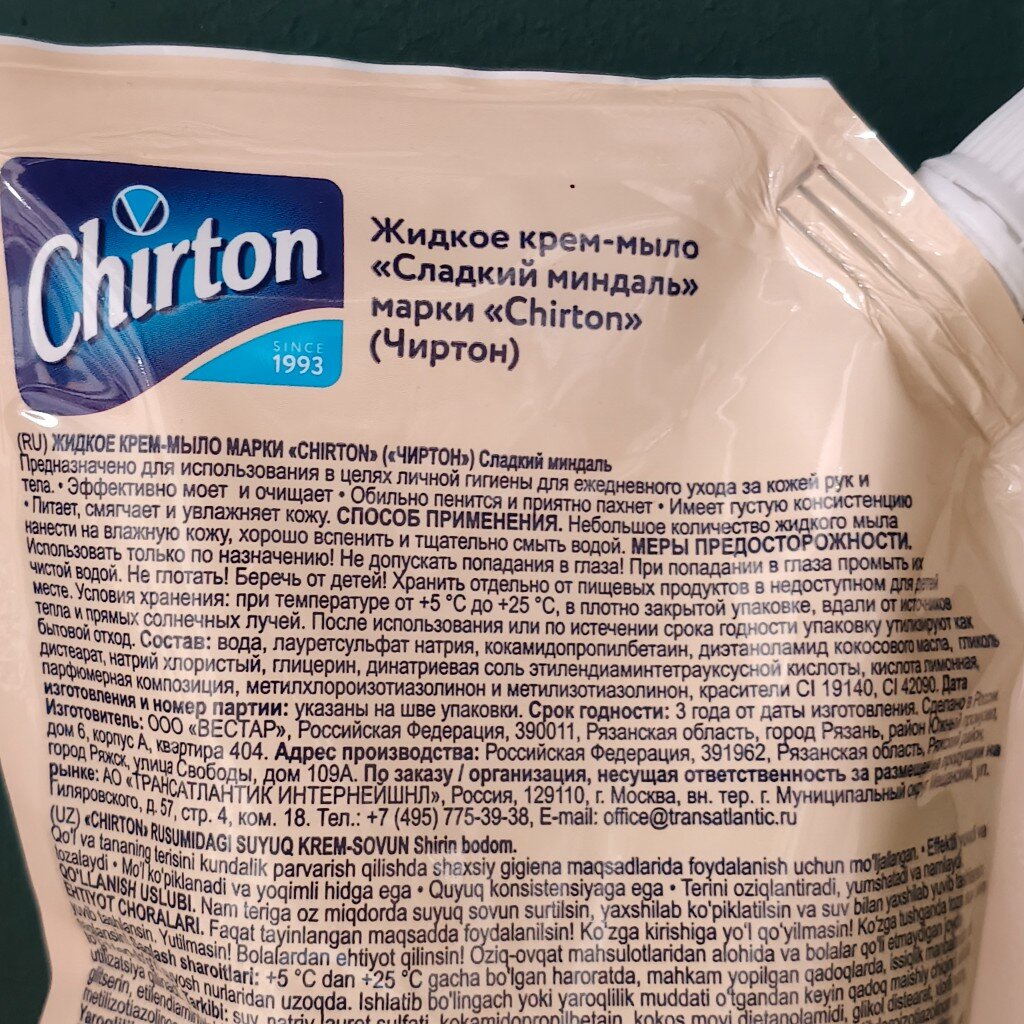 Chirton
SINCE
1993
Жидкое крем-мыло
«Сладкий миндаль»
марки «Chirton»
(Чиртон)
(RU) ЖИДКОЕ КРЕМ-МЫЛО МАРКИ «CHIRTON» («ЧИРТОН») Сладкий миндаль
Предназначено для использования в целях личной гигиены для ежедневного ухода за кожей рук и
тела. • Эффективно моет и очищает • Обильно пенится и приятно пахнет • Имеет густую консистенцию
• Питает, смягчает и увлажняет кожу. СПОСОБ ПРИМЕНЕНИЯ. Небольшое количество жидкого мыла
нанести на влажную кожу, хорошо вспенить и тщательно смыть водой. МЕРЫ ПРЕДОСТОРОЖНОСТИ.
Использовать только по назначению! Не допускать попадания в глаза! При попадании в глаза промыть их
чистой водой. Не глотать! Беречь от детей! Хранить отдельно от пищевых продуктов в недоступном для детей
месте. Условия хранения: при температуре от +5 °C до +25 °C, в плотно закрытой упаковке, вдали от источников
тепла и прямых солнечных лучей. После использования или по истечении срока годности упаковку утилизируют как
бытовой отход. Состав: вода, лауретсульфат натрия, кокамидопропилбетаин, диэтаноламид кокосового масла, гликоль
дистеарат, натрий хлористый, глицерин, динатриевая соль этилендиаминтетрауксусной кислоты, кислота лимонная,
парфюмерная композиция, метилхлороизотиазолинон и метилизотиазолинон, красители CI 19140, CI 42090. Дата
изготовления и номер партии: указаны на шве упаковки. Срок годности: 3 года от даты изготовления. Сделано в России.
Изготовитель: ООО «ВЕСТАР», Российская Федерация, 390011, Рязанская область, город Рязань, район Южный
дом 6, корпус А, квартира 404. Адрес производства: Российская Федерация, 391962, Рязанская область, район,
город Ряжск, улица Свободы, дом 109А. По заказу / организация, несущая ответственность за размещение продукции на
рынке: АО «ТРАНСАТЛАНТИК ИНТЕРНЕЙШНЛ», Россия, 129110, г. Москва, вн. тер. г. Муниципальный округ ул.
Гиляровского, д. 57, стр. 4, ком. 18. Тел.: +7 (495) 775-39-38, E-mail: office@transatlantic.ru
(UZ) «CHIRTON» RUSUMIDAGI SUYUQ KREM-SOVUN Shirin bodom.
Qo'l va tananing terisini kundalik parvarish qilishda shaxsiy gigiena maqsadlarida foydalanish uchun mo'ljallangan. •
tozalaydi • Mo'l ko'piklanadi va yoqimli hidga ega • Quyuq konsistensiyaga ega • Terini oziqlantiradi, yumshatadi va namlaydi
QO'LLANISH USLUBI. Nam teriga oz miqdorda suyuq sovun surtilsin, yaxshilab ko'piklatilsin va suv bilan yaxshilab yuvib
EHTIYOT CHORALARI. Faqat tayinlangan maqsadda foydalanilsin! Ko'zga kirishiga yo'l qo'yilmasin! Ko'zga tushganda
yuvib tashlansin. Yutilmasin! Bolalardan ehtiyot qilinsin! Oziq-ovqat mahsulotlaridan alohida va bolalar qo'li etmaydigan
Saqlash sharoitlari: +5 °C dan +25 °C gacha bo'lgan haroratda, mahkam yopilgan qadoqlarda, issiqlik
nurlaridan uzoqda. Ishlatib bo'lingach yoki yaroqlilik muddati o'tgandan keyin qadoq maishiy
utilizatsiya Tarkibi: suv, natriy lauret sulfati, kokamidopropilbetain, kokos moyi dietanolamidi, glikol distearat,
glitserin,